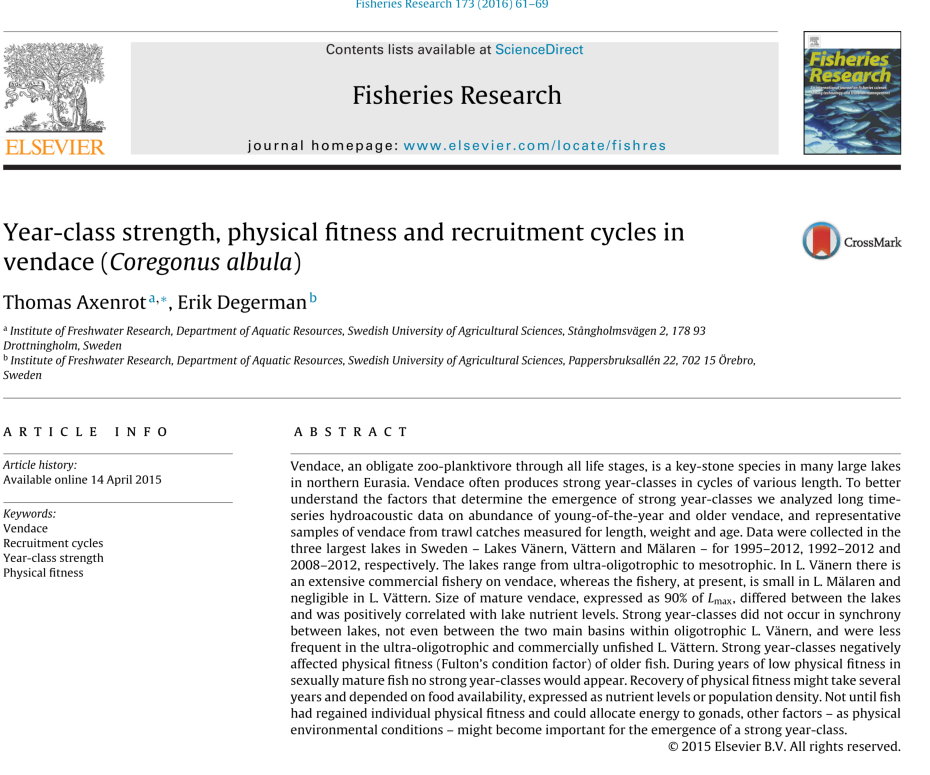 Fisheries Research 173 (2016) 61–69
Contents lists available at ScienceDirect
Fisheries Research
journal homepage: www.elsevier.com/locate/fishres
ELSEVIER
Fisheries
Research
Year-class strength, physical fitness and recruitment cycles in
vendace (Coregonus albula)
CrossMark
Thomas Axenrot a,∗, Erik Degerman b
a Institute of Freshwater Research, Department of Aquatic Resources, Swedish University of Agricultural Sciences, Stångholmsvägen 2, 178 93
Drottningholm, Sweden
b Institute of Freshwater Research, Department of Aquatic Resources, Swedish University of Agricultural Sciences, Pappersbruksallén 22, 702 15 Örebro,
Sweden
ARTICLE INFO
Article history:
Available online 14 April 2015
Keywords:
Vendace
Recruitment cycles
Year-class strength
Physical fitness
ABSTRACT
Vendace, an obligate zoo-planktivore through all life stages, is a key-stone species in many large lakes
in northern Eurasia. Vendace often produces strong year-classes in cycles of various length. To better
understand the factors that determine the emergence of strong year-classes we analyzed long time-
series hydroacoustic data on abundance of young-of-the-year and older vendace, and representative
samples of vendace from trawl catches measured for length, weight and age. Data were collected in the
three largest lakes in Sweden – Lakes Vänern, Vättern and Mälaren – for 1995–2012, 1992–2012 and
2008–2012, respectively. The lakes range from ultra-oligotrophic to mesotrophic. In L. Vänern there is
an extensive commercial fishery on vendace, whereas the fishery, at present, is small in L. Mälaren and
negligible in L. Vättern. Size of mature vendace, expressed as 90% of Lmax, differed between the lakes
and was positively correlated with lake nutrient levels. Strong year-classes did not occur in synchrony
between lakes, not even between the two main basins within oligotrophic L. Vänern, and were less
frequent in the ultra-oligotrophic and commercially unfished L. Vättern. Strong year-classes negatively
affected physical fitness (Fulton's condition factor) of older fish. During years of low physical fitness in
sexually mature fish no strong year-classes would appear. Recovery of physical fitness might take several
years and depended on food availability, expressed as nutrient levels or population density. Not until fish
had regained individual physical fitness and could allocate energy to gonads, other factors – as physical
environmental conditions – might become important for the emergence of a strong year-class.
© 2015 Elsevier B.V. All rights reserved.